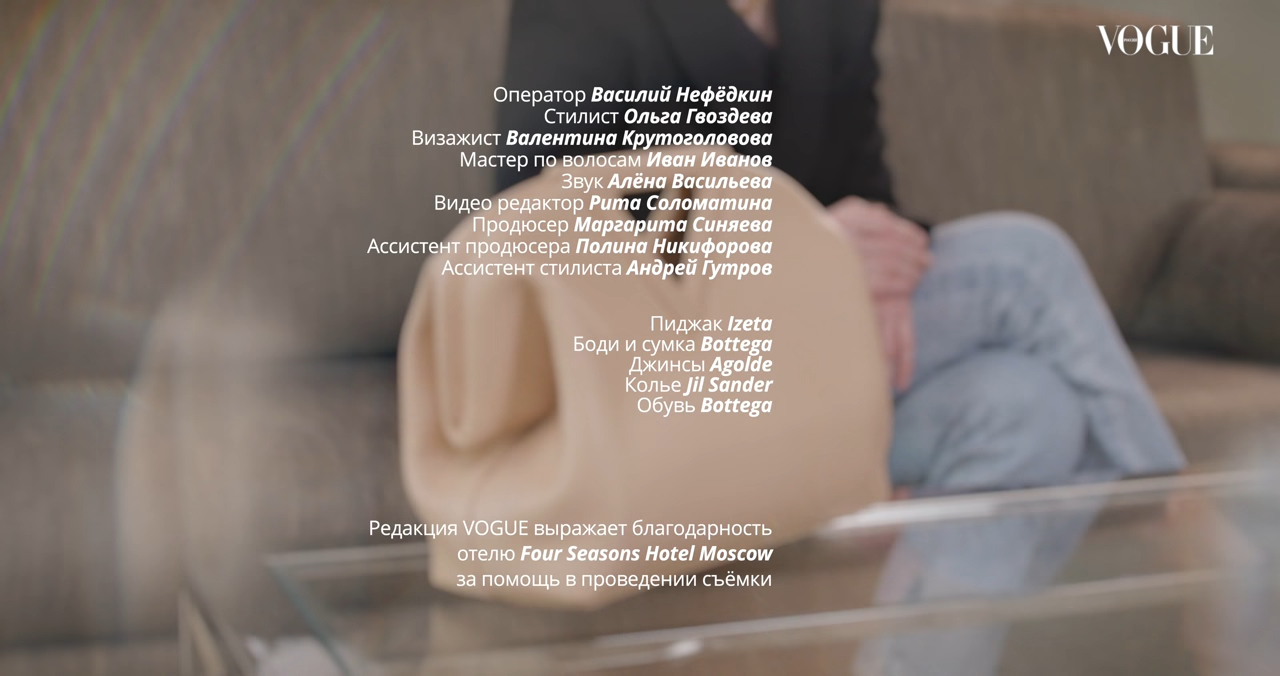 VOGUE
Оператор Василий Нефёдкин
Стилист Ольга Гвоздева
Визажист Валентина Крутоголовова
Мастер по волосам Иван Иванов
Звук Алёна Васильева
Видео редактор Рита Соломатина
Продюсер Маргарита Синяева
Ассистент продюсера Полина Никифорова
Ассистент стилиста Андрей Гутров
Пиджак Izeta
Боди и сумка Bottega
Джинсы Agolde
Колье Jil Sander
Обувь Bottega
Редакция VOGUE выражает благодарность
отелю Four Seasons Hotel Moscow
за помощь в проведении съёмки